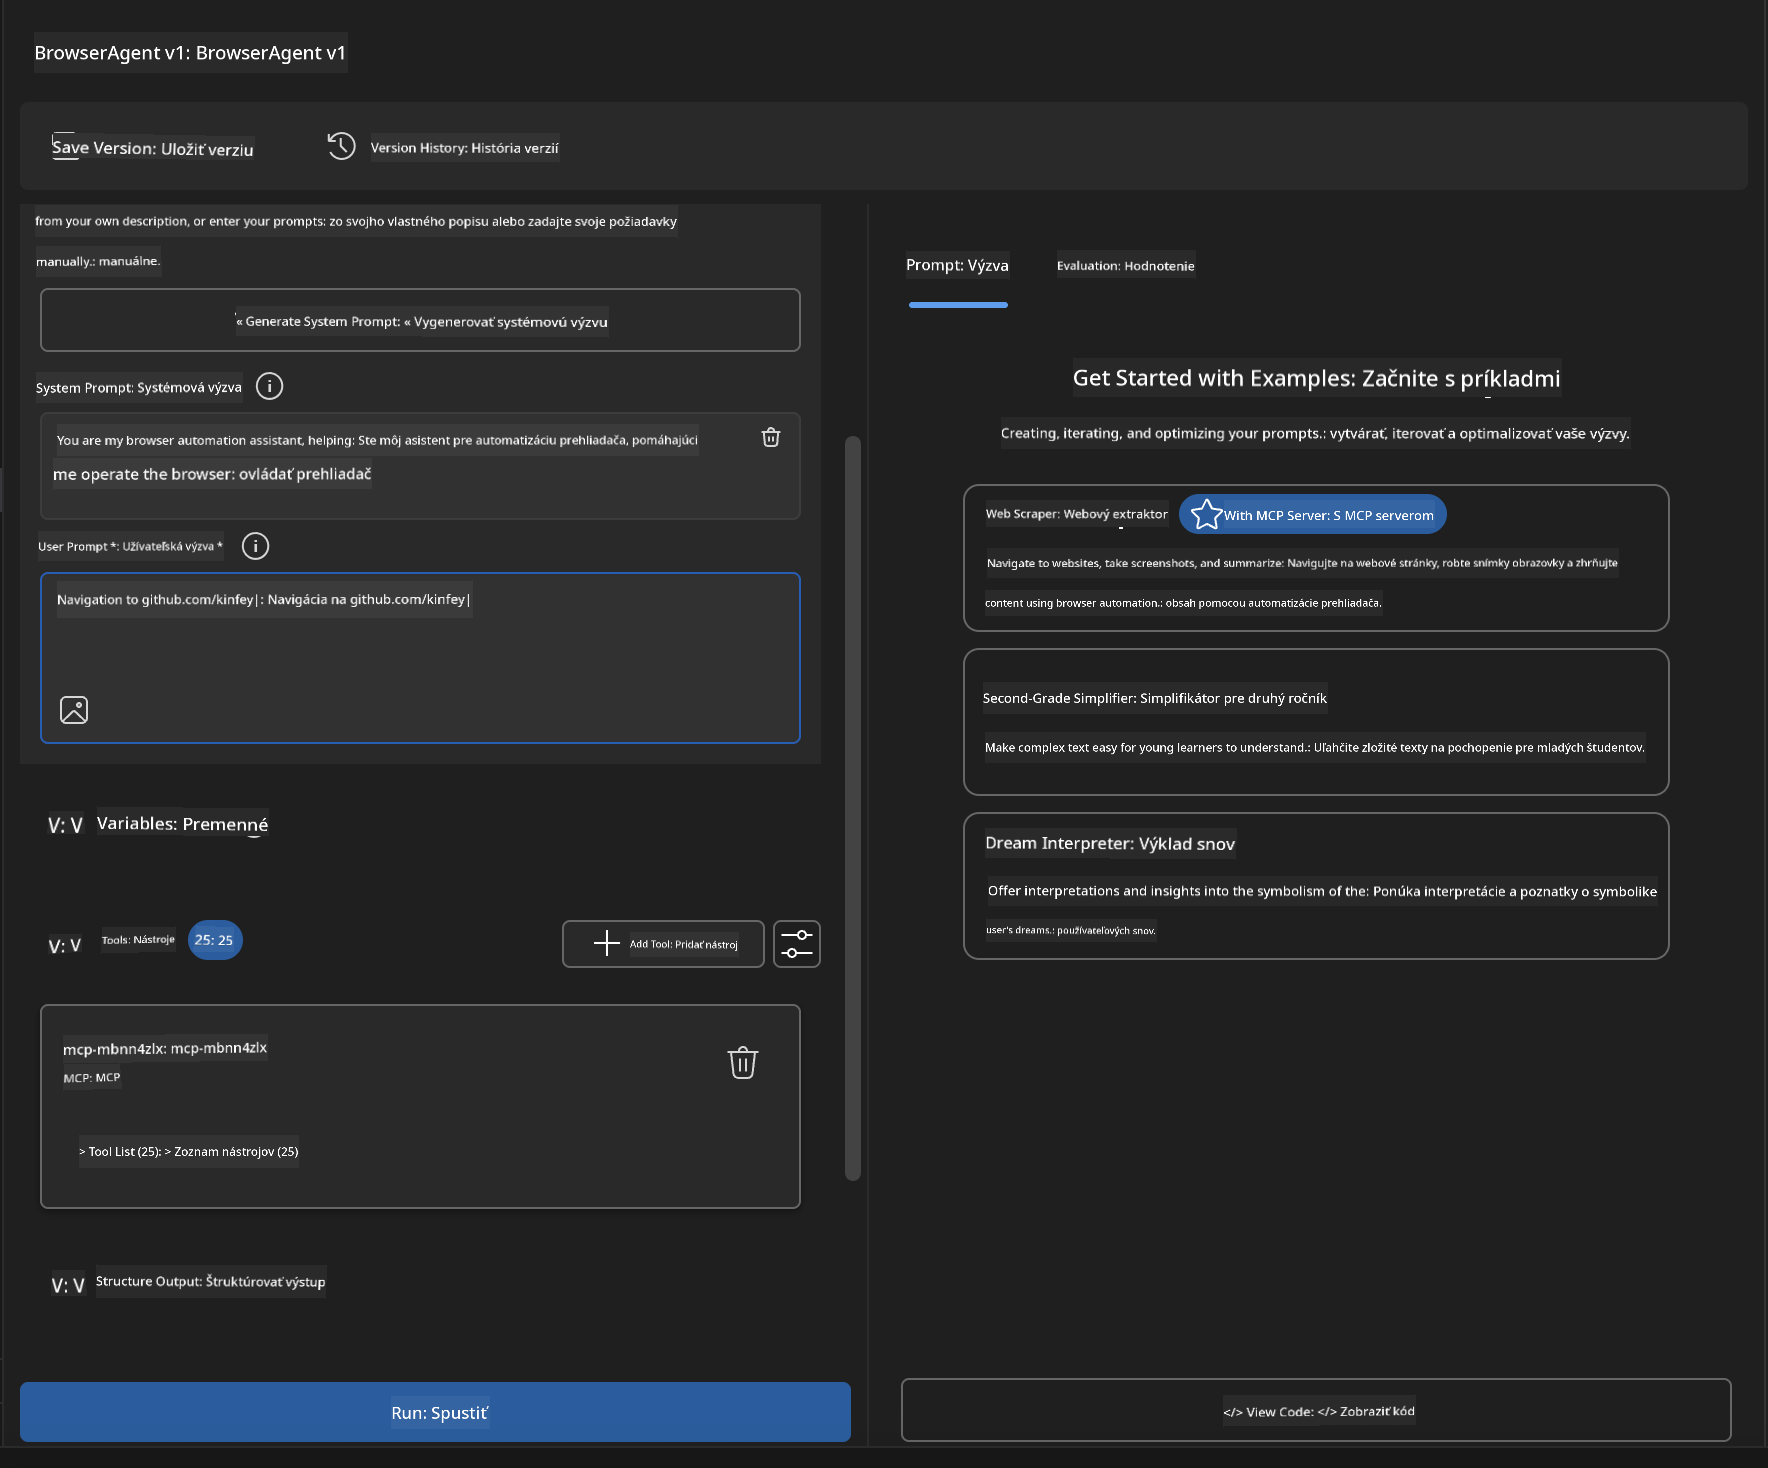 BrowserAgent v1: BrowserAgent v1
Save Version: Uložiť verziu
Version History: História verzií
from your own description, or enter your prompts: zo svojho vlastného popisu alebo zadajte svoje požiadavky
manually.: manuálne.
« Generate System Prompt: « Vygenerovať systémovú výzvu
System Prompt: Systémová výzva
You are my browser automation assistant, helping: Ste môj asistent pre automatizáciu prehliadača, pomáhajúci
me operate the browser: ovládať prehliadač
User Prompt *: Užívateľská výzva *
Navigation to github.com/kinfey|: Navigácia na github.com/kinfey|
V: V Variables: Premenné
V: V Tools: Nástroje 25: 25
Add Tool: Pridať nástroj
mcp-mbnn4zlx: mcp-mbnn4zlx
MCP: MCP
> Tool List (25): > Zoznam nástrojov (25)
V: V Structure Output: Štruktúrovať výstup
Run: Spustiť
Prompt: Výzva
Evaluation: Hodnotenie
Get Started with Examples: Začnite s príkladmi
Creating, iterating, and optimizing your prompts.: vytvárať, iterovať a optimalizovať vaše výzvy.
Web Scraper: Webový extraktor
With MCP Server: S MCP serverom
Navigate to websites, take screenshots, and summarize: Navigujte na webové stránky, robte snímky obrazovky a zhrňujte
content using browser automation.: obsah pomocou automatizácie prehliadača.
Second-Grade Simplifier: Simplifikátor pre druhý ročník
Make complex text easy for young learners to understand.: Uľahčite zložité texty na pochopenie pre mladých študentov.
Dream Interpreter: Výklad snov
Offer interpretations and insights into the symbolism of the: Ponúka interpretácie a poznatky o symbolike
user's dreams.: používateľových snov.
</> View Code: </> Zobraziť kód